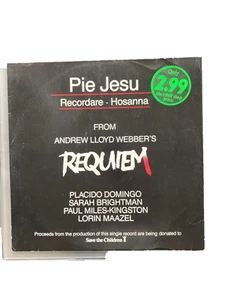 Pie Jesu
Recordare - Hosanna
Only
2.99
FROM
ANDREW LLOYD WEBBER'S
REQUIEM
PLACIDO DOMINGO
SARAH BRIGHTMAN
PAUL MILES-KINGSTON
LORIN MAAZEL
Proceeds from the production of this single record are being donated to
Save the Children